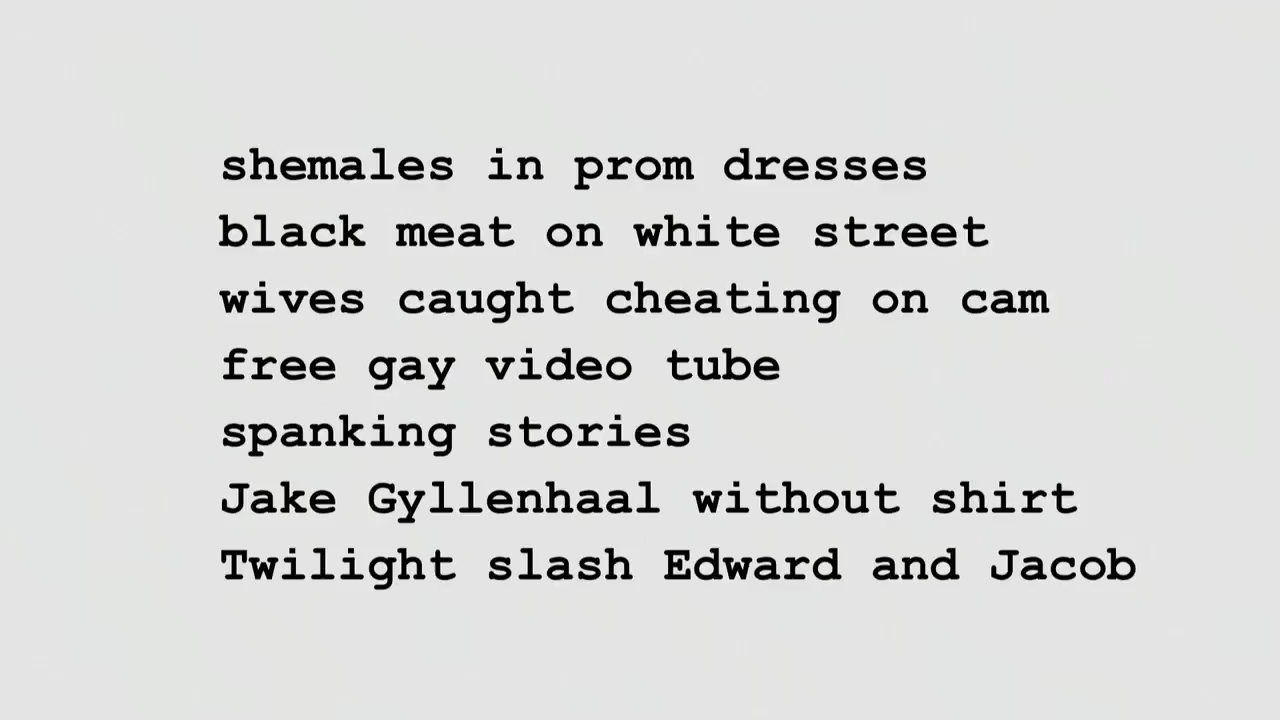 shemales in prom dresses
black meat on white street
wives caught cheating on cam
free gay video tube
spanking stories
Jake Gyllenhaal without shirt
Twilight slash Edward and Jacob